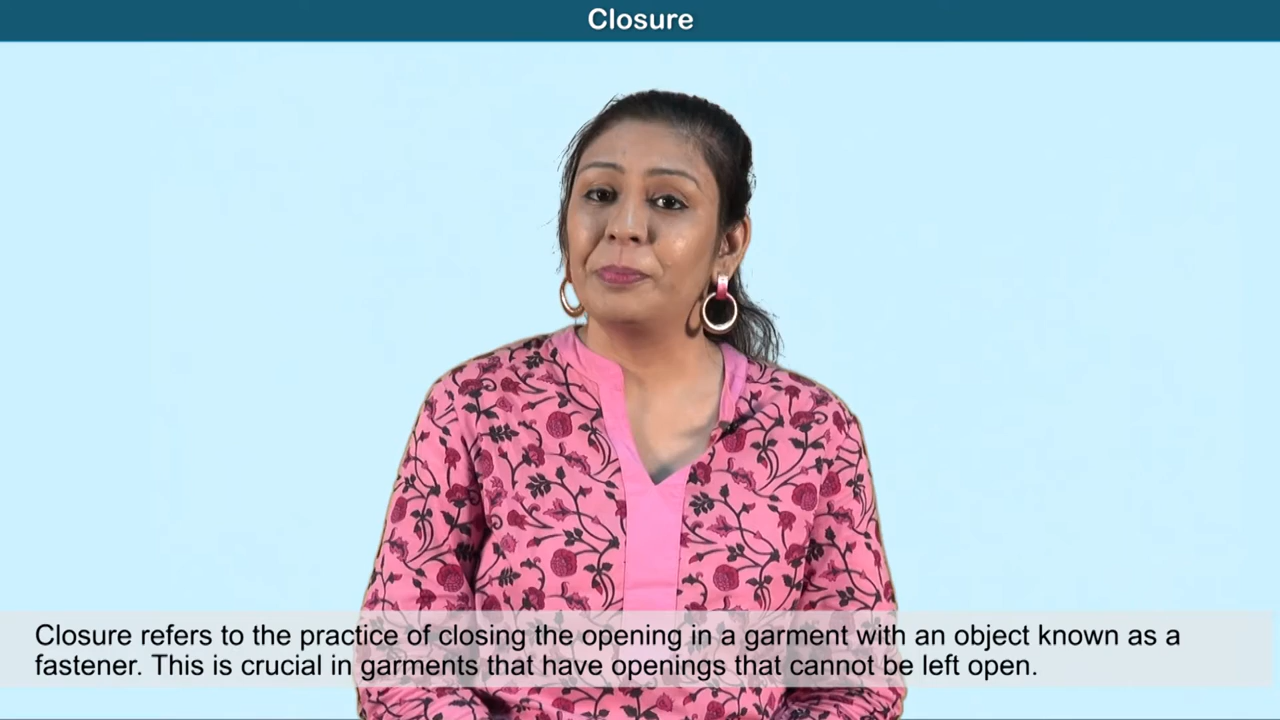 Closure
Closure refers to the practice of closing the opening in a garment with an object known as a
fastener. This is crucial in garments that have openings that cannot be left open.